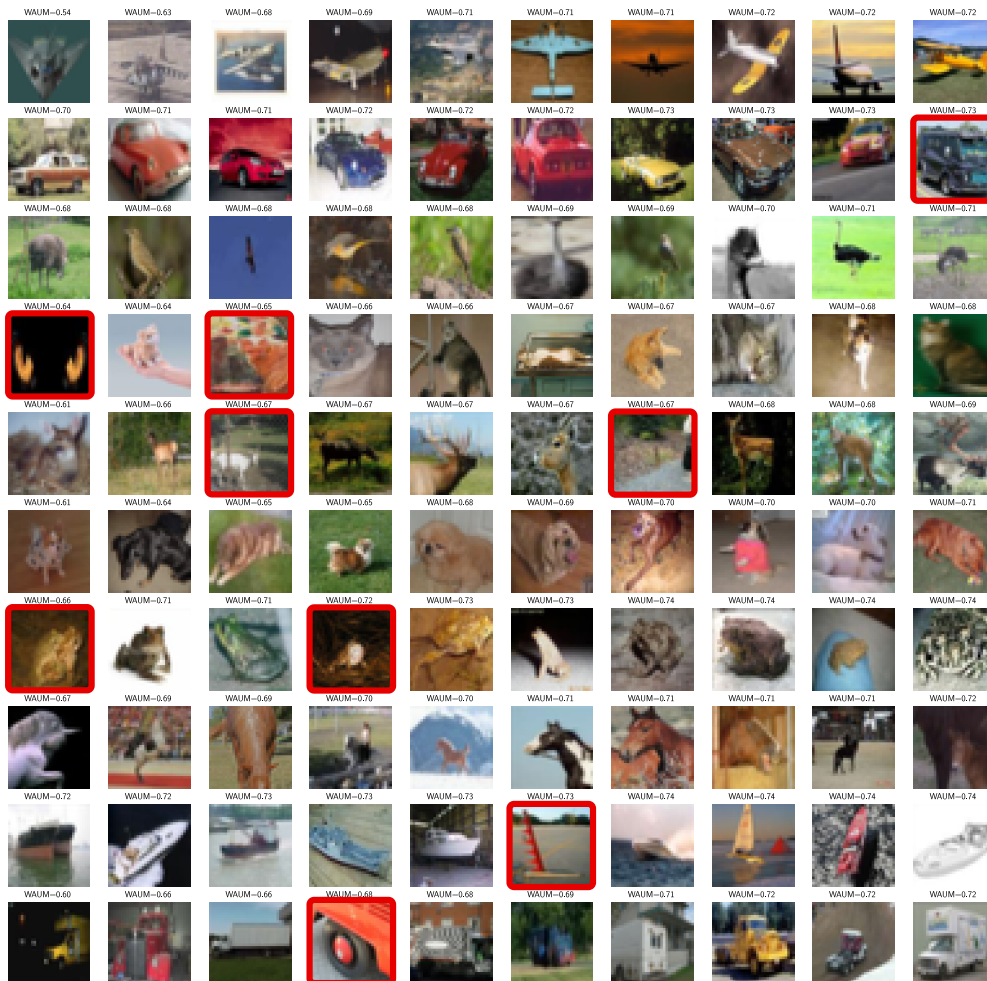 WAUM=0.54 WAUM=0.63 WAUM=0.68 WAUM=0.69 WAUM=0.71 WAUM=0.71 WAUM=0.71 WAUM=0.72 WAUM=0.72 WAUM=0.72
WAUM=0.70 WAUM=0.71 WAUM=0.71 WAUM=0.72 WAUM=0.72 WAUM=0.72 WAUM=0.73 WAUM=0.73 WAUM=0.73 WAUM=0.73
WAUM=0.68 WAUM=0.68 WAUM=0.68 WAUM=0.68 WAUM=0.68 WAUM=0.69 WAUM=0.69 WAUM=0.70 WAUM=0.71 WAUM=0.71
WAUM=0.64 WAUM=0.64 WAUM=0.65 WAUM=0.66 WAUM=0.66 WAUM=0.67 WAUM=0.67 WAUM=0.67 WAUM=0.68 WAUM=0.68
WAUM=0.61 WAUM=0.66 WAUM=0.67 WAUM=0.67 WAUM=0.67 WAUM=0.67 WAUM=0.67 WAUM=0.68 WAUM=0.68 WAUM=0.69
WAUM=0.61 WAUM=0.64 WAUM=0.65 WAUM=0.65 WAUM=0.68 WAUM=0.69 WAUM=0.70 WAUM=0.70 WAUM=0.70 WAUM=0.71
WAUM=0.66 WAUM=0.71 WAUM=0.71 WAUM=0.72 WAUM=0.73 WAUM=0.73 WAUM=0.74 WAUM=0.74 WAUM=0.74 WAUM=0.74
WAUM=0.67 WAUM=0.69 WAUM=0.69 WAUM=0.70 WAUM=0.70 WAUM=0.71 WAUM=0.71 WAUM=0.71 WAUM=0.71 WAUM=0.72
WAUM=0.72 WAUM=0.72 WAUM=0.73 WAUM=0.73 WAUM=0.73 WAUM=0.73 WAUM=0.74 WAUM=0.74 WAUM=0.74 WAUM=0.74
WAUM=0.60 WAUM=0.66 WAUM=0.66 WAUM=0.68 WAUM=0.68 WAUM=0.69 WAUM=0.71 WAUM=0.72 WAUM=0.72 WAUM=0.72